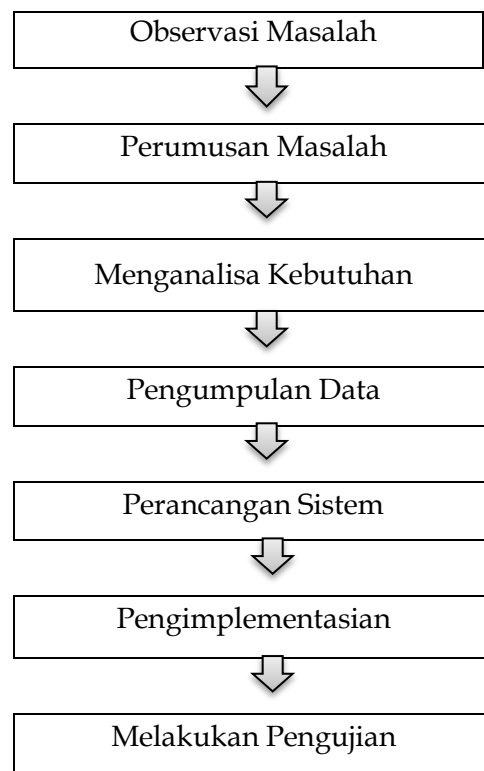 Observasi Masalah
Perumusan Masalah
Menganalisa Kebutuhan
Pengumpulan Data
Perancangan Sistem
Pengimplementasian
Melakukan Pengujian